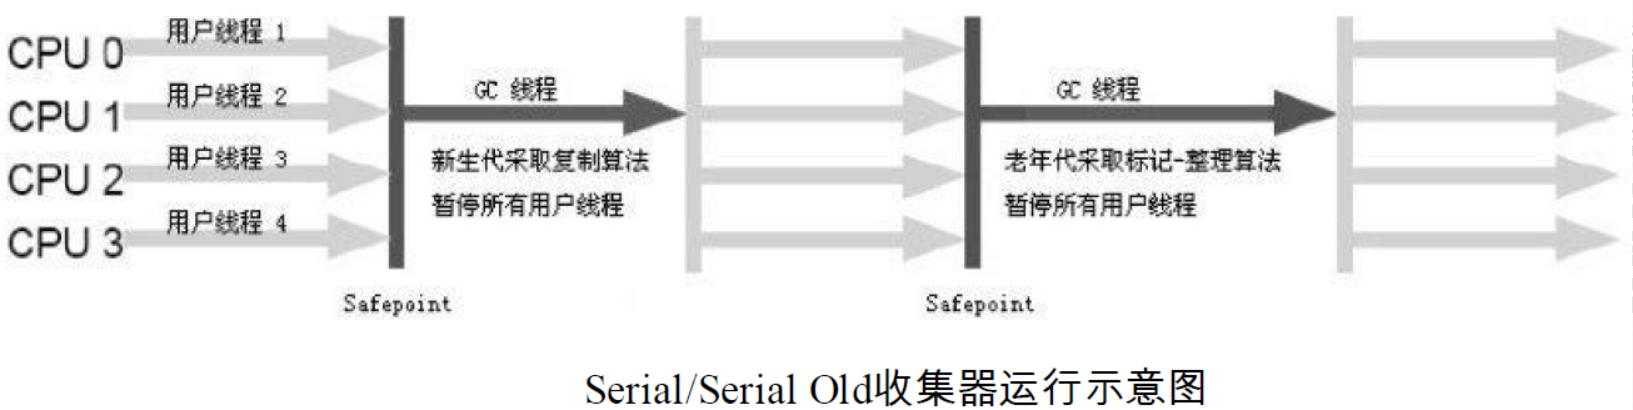 CPU 0 用户线程 1
CPU 1 用户线程 2
CPU 2 用户线程 3
CPU 3 用户线程 4
GC 线程
新生代采取复制算法
暂停所有用户线程
Safepoint
GC 线程
老年代采取标记-整理算法
暂停所有用户线程
Safepoint
Serial/Serial Old收集器运行示意图